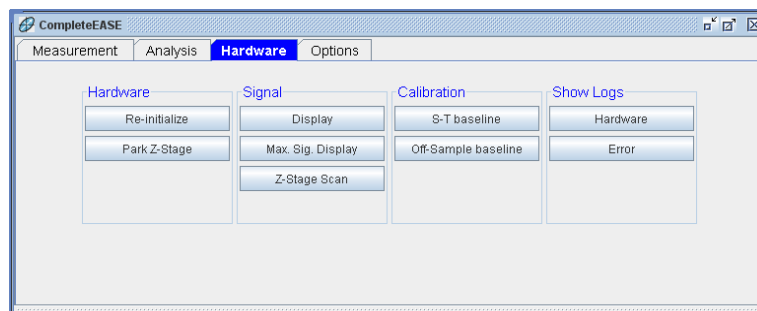 CompleteEASE
Measurement Analysis Hardware Options
Hardware Signal Calibration Show Logs
Re-initialize Display S-T baseline Hardware
Park Z-Stage Max. Sig. Display Off-Sample baseline Error
Z-Stage Scan